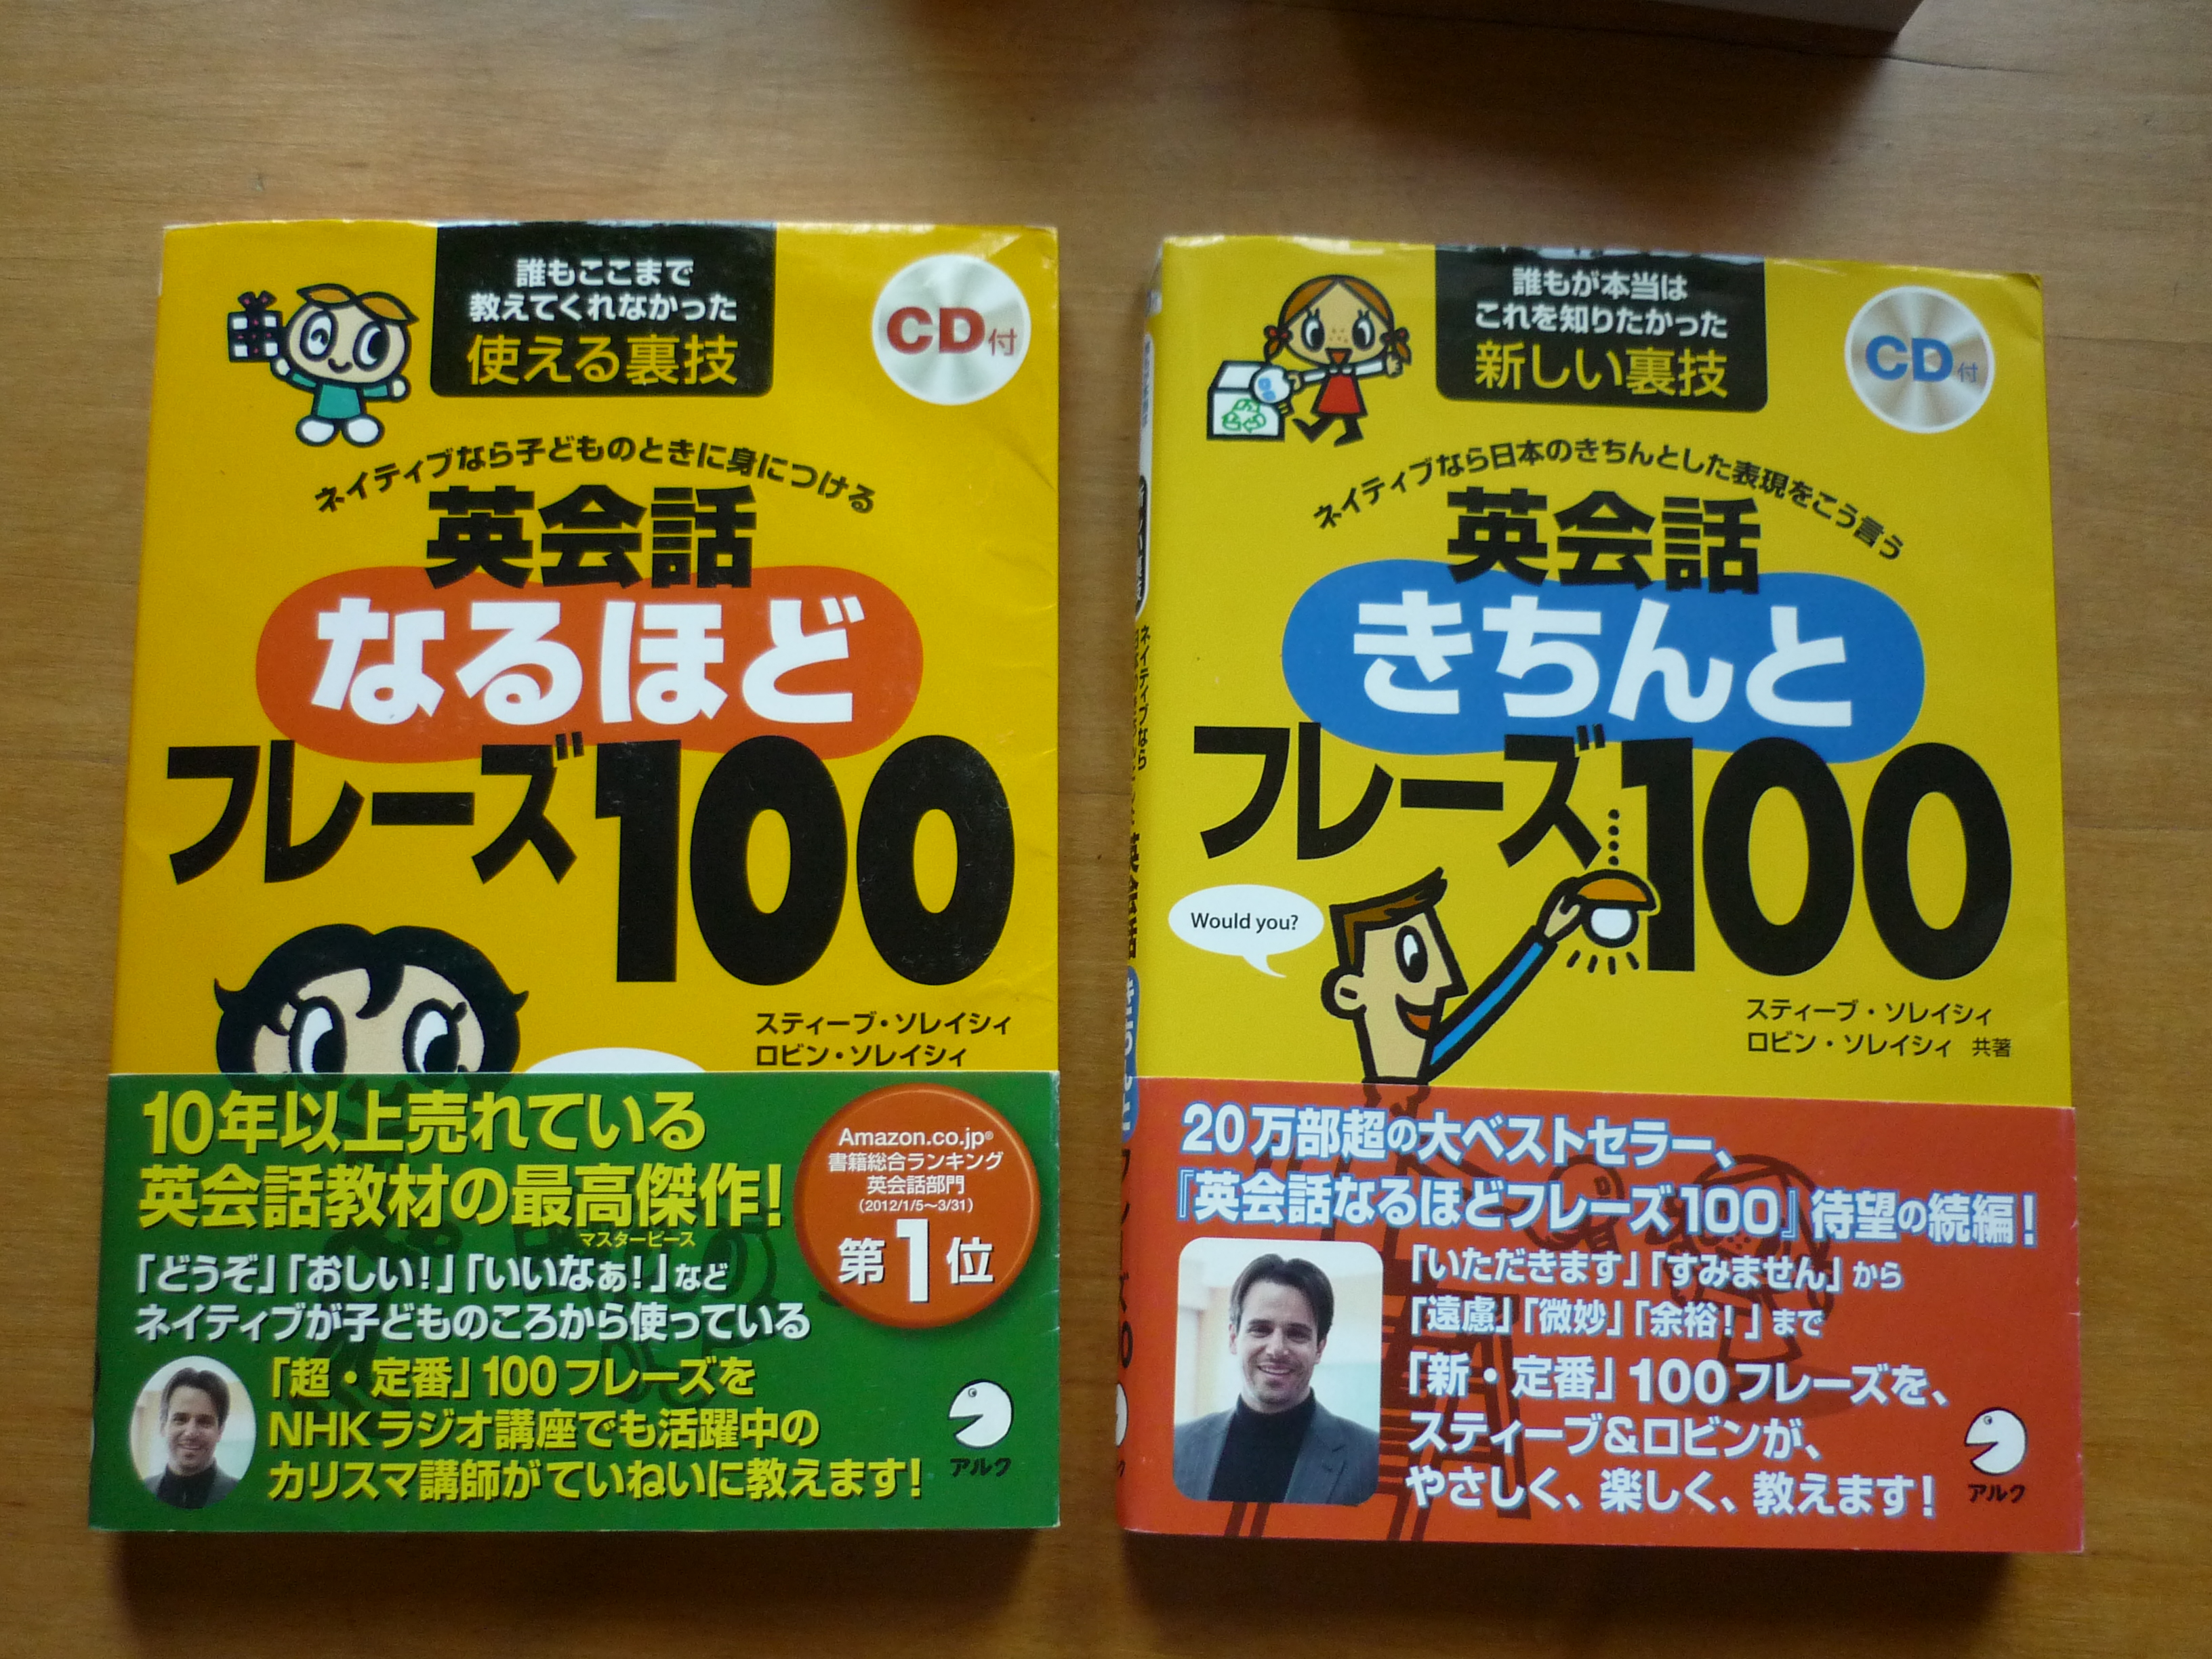 誰もここまで
教えてくれなかった
使える裏技
CD付
ネイティブなら子どものときに身につける
英会話
なるほど
フレーズ100
スティーブ・ソレイシィ
ロビン・ソレイシィ
10年以上売れている
英会話教材の最高傑作!
マスターピース
「どうぞ」「おしい!」「いいなぁ!」など
ネイティブが子どものころから使っている
「超・定番」100フレーズを
NHKラジオ講座でも活躍中の
カリスマ講師がていねいに教えます!
Amazon.co.jp®
書籍総合ランキング
英会話部門
(2012/1/5〜3/31)
第1位
アルク
誰もが本当は
これを知りたかった
新しい裏技
CD付
ネイティブなら日本のきちんとした表現をこう言う
英会話
きちんと
フレーズ100
Would you?
スティーブ・ソレイシィ
ロビン・ソレイシィ 共著
20万部超の大ベストセラー、
『英会話なるほどフレーズ100』待望の続編!
「いただきます」「すみません」から
「遠慮」「微妙」「余裕!」まで
「新・定番」100フレーズを、
スティーブ&ロビンが、
やさしく、楽しく、教えます!
アルク